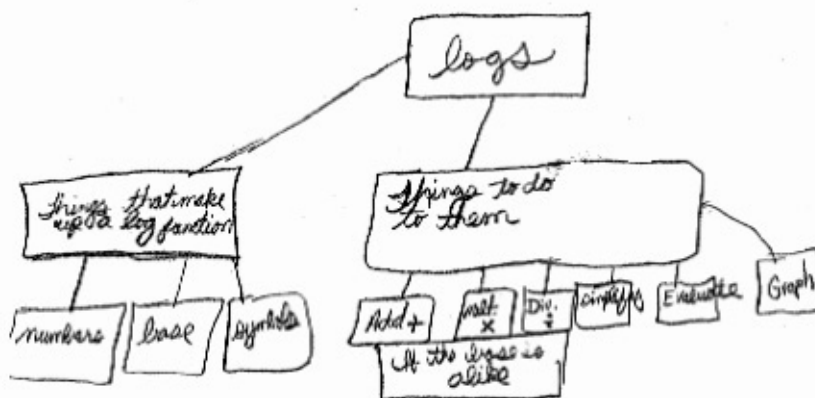 logs
things that make
up a log function
Things to do
to them
numbers
base
symbols
Add +
mult.
×
Div.
÷
simplify
Evaluate
Graph
If the base is
alike